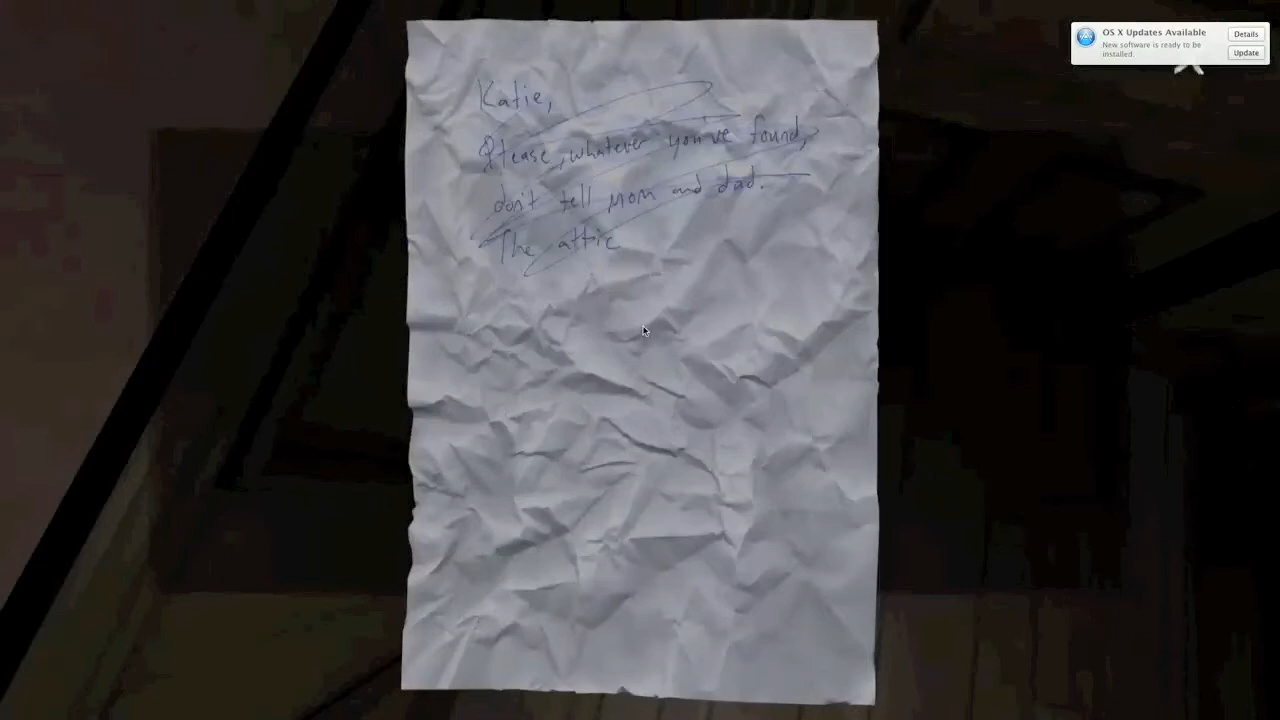 Katie,
Please, whatever you've found,
don't tell Mom and dad.
The attic
OS X Updates Available
New software is ready to be
installed.
Details
Update